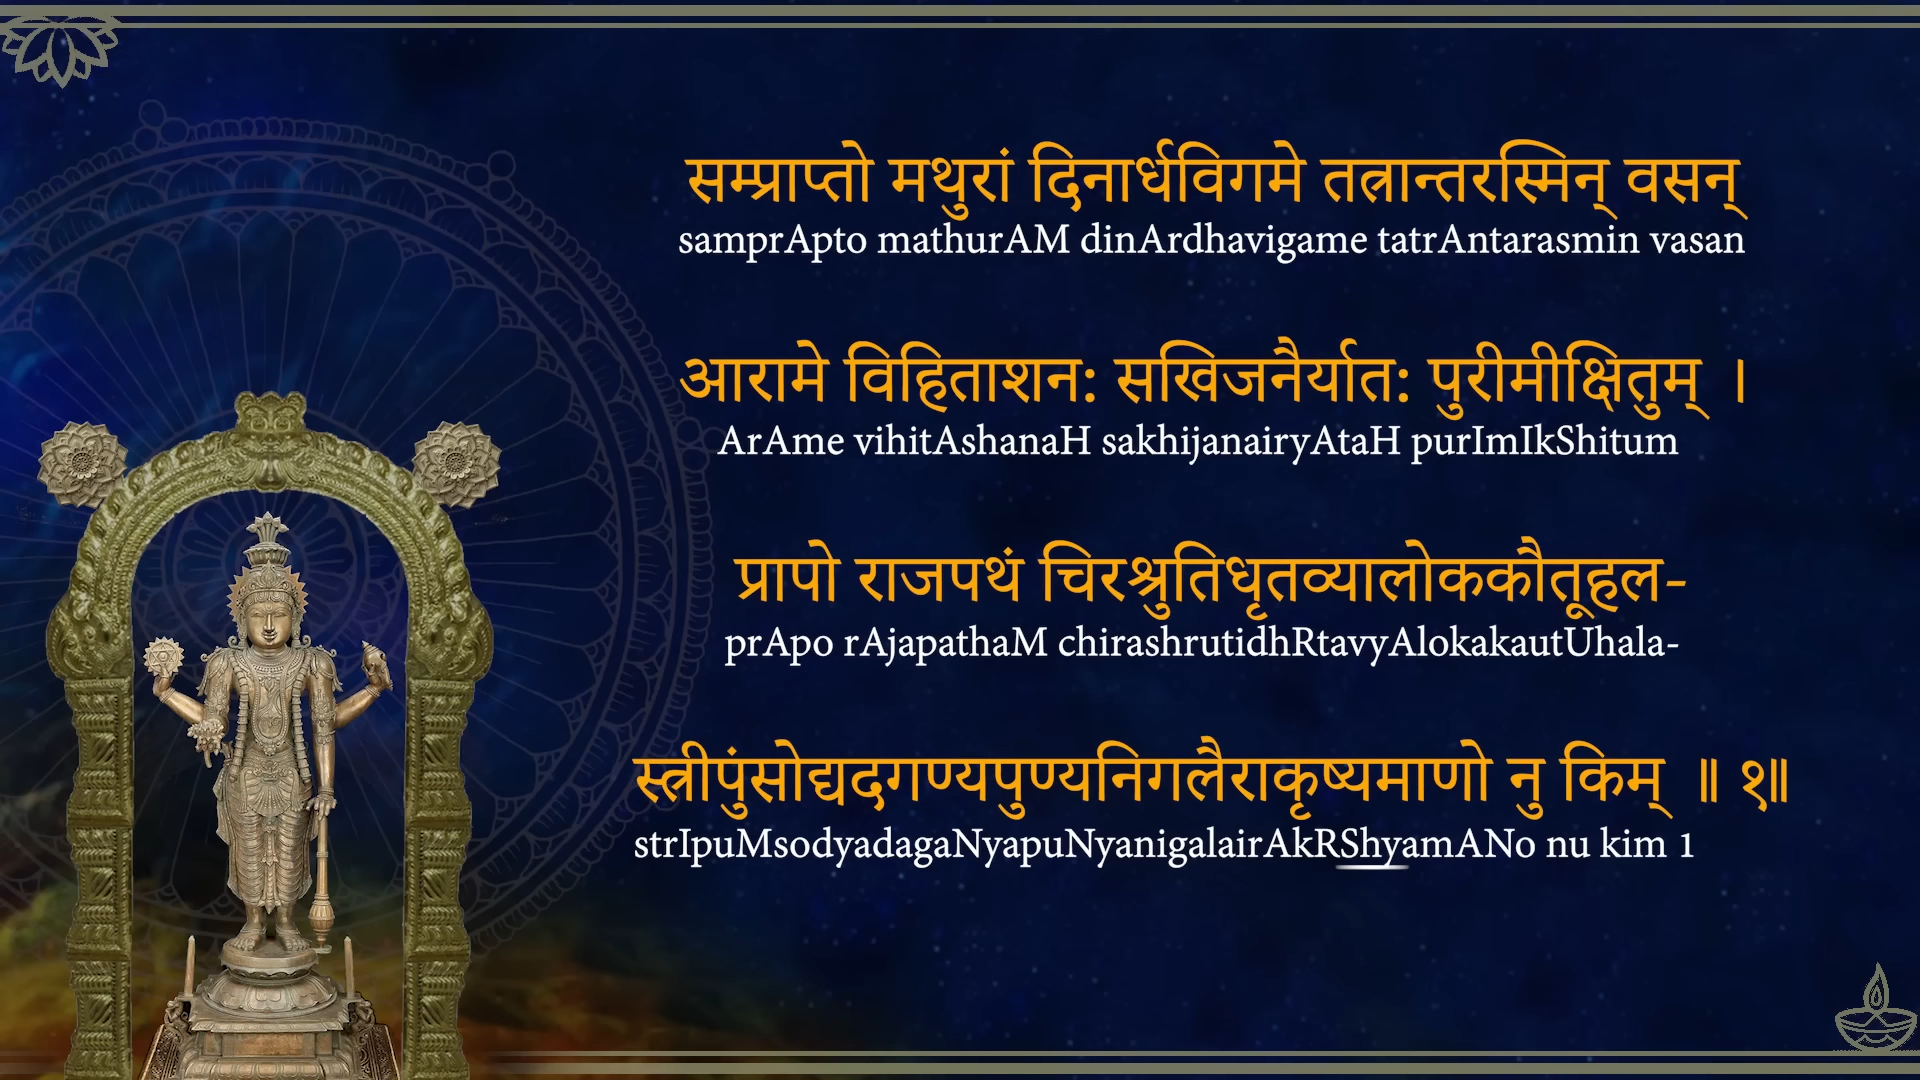 सम्प्राप्तो मथुरां दिनार्धविगमे तत्रान्तरस्मिन् वसन्
samprApto mathurAM dinArdhavigame tatrAntarasmin vasan
आरामे विहिताशन: सखिजनैर्यात: पुरीमीक्षितुम् ।
ArAme vihitAshanaH sakhijanairyAtaH purImIkShitum
प्रापो राजपथं चिरश्रुतिधृतव्यालोककौतूहल-
prApo rAjapathaM chirashrutidhRtavyAlokakautUhala-
स्त्रीपुंसोद्यदगण्यपुण्यनिगलैराकृष्यमाणो नु किम् ॥ १॥
strIpuMsodyadagaNyapuNyanigalairAkRShyamANo nu kim 1